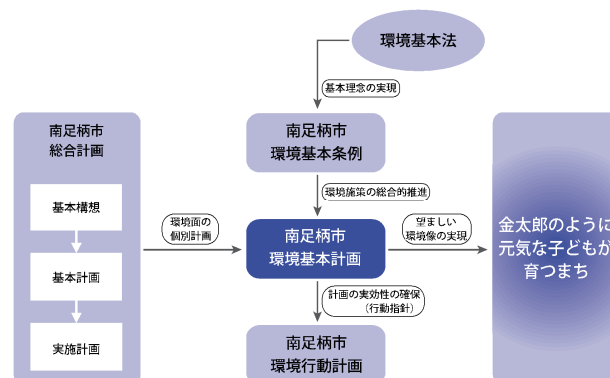 環境基本法
基本理念の実現
南足柄市
総合計画
基本構想
基本計画
実施計画
南足柄市
環境基本条例
環境施策の総合的推進
環境面の
個別計画
南足柄市
環境基本計画
望ましい
環境像の実現
計画の実効性の確保
（行動指針）
南足柄市
環境行動計画
金太郎のように
元気な子どもが
育つまち